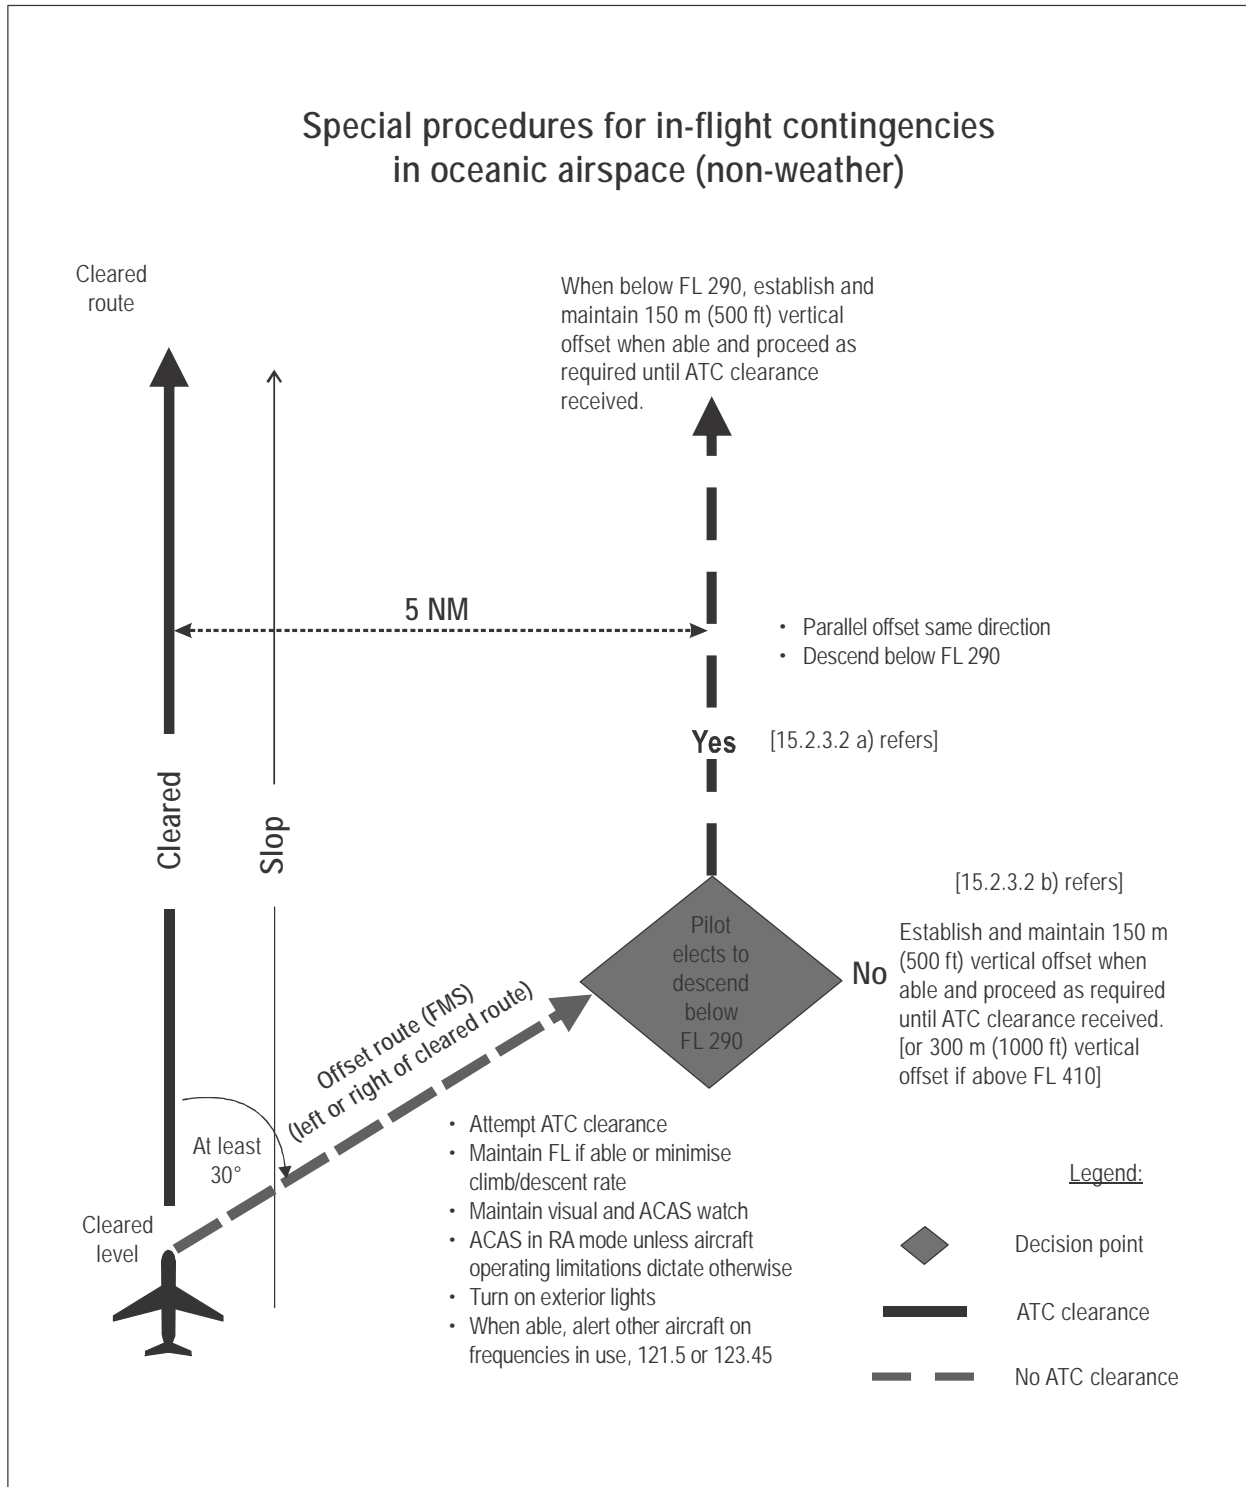 Special procedures for in-flight contingencies
in oceanic airspace (non-weather)
Cleared
route
When below FL 290, establish and
maintain 150 m (500 ft) vertical
offset when able and proceed as
required until ATC clearance
received.
5 NM
• Parallel offset same direction
• Descend below FL 290
Yes
[15.2.3.2 a) refers]
Cleared
Slop
[15.2.3.2 b) refers]
Pilot
elects to
descend
below
FL 290
No
Establish and maintain 150 m
(500 ft) vertical offset when
able and proceed as required
until ATC clearance received.
[or 300 m (1000 ft) vertical
offset if above FL 410]
Offset route (FMS)
(left or right of cleared route)
At least
30°
Cleared
level
• Attempt ATC clearance
• Maintain FL if able or minimise
climb/descent rate
• Maintain visual and ACAS watch
• ACAS in RA mode unless aircraft
operating limitations dictate otherwise
• Turn on exterior lights
• When able, alert other aircraft on
frequencies in use, 121.5 or 123.45
Legend:
Decision point
ATC clearance
No ATC clearance